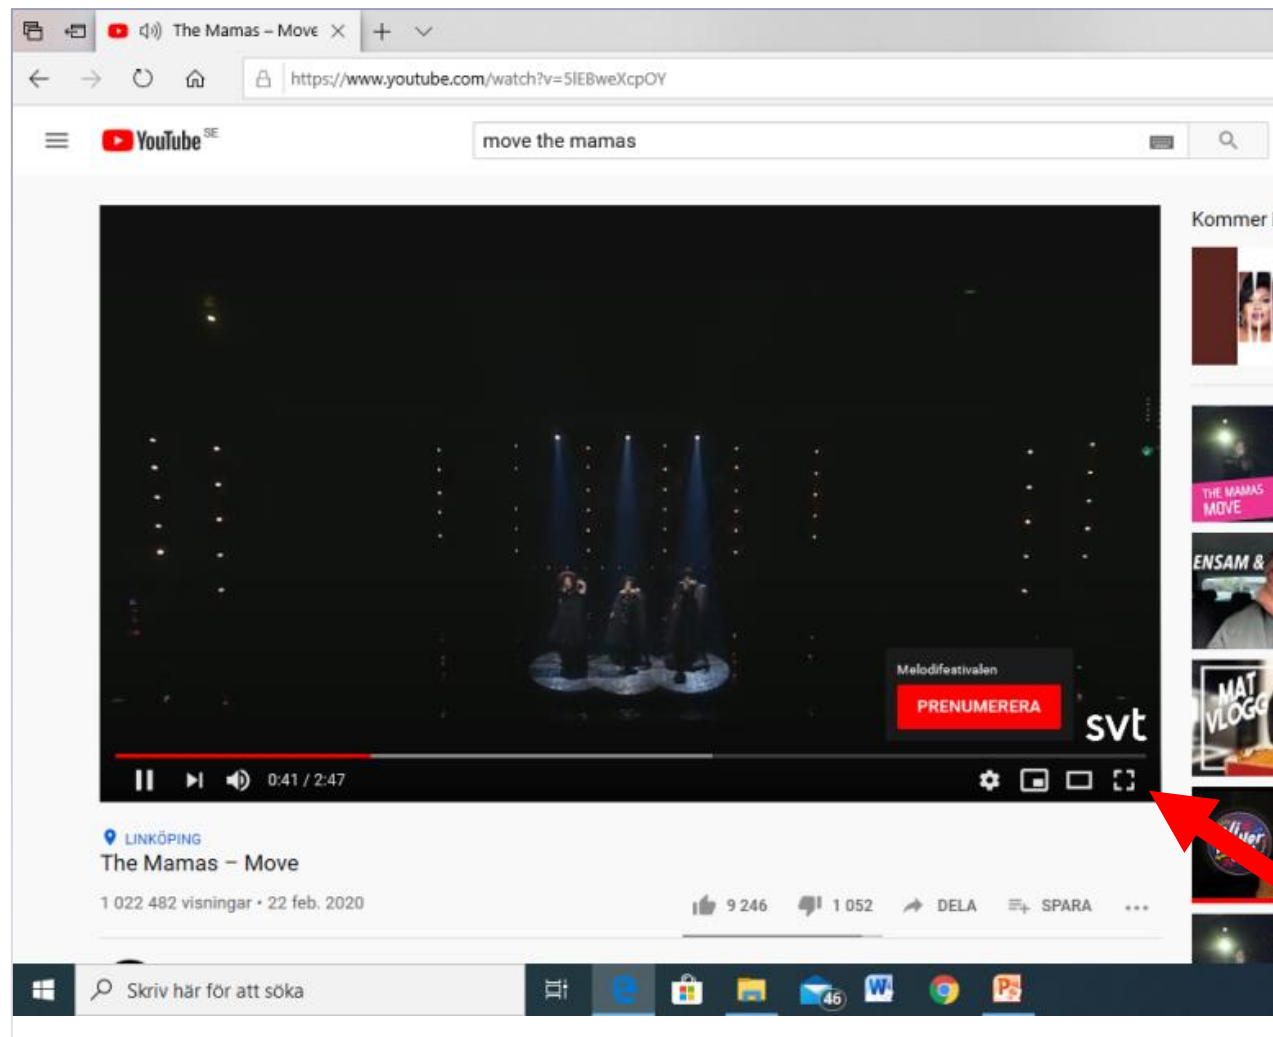 The Mamas – Move
https://www.youtube.com/watch?v=5lEBweXcpOY
YouTube SE
move the mamas
Kommer
Melodifestivalen
PRENUMERERA
svt
0:41 / 2:47
THE MAMAS
MOVE
ENSAM &
MAT
VLOGG
LINKÖPING
The Mamas – Move
1 022 482 visningar • 22 feb. 2020
9 246
1 052
DELA
SPARA
Skriv här för att söka
46